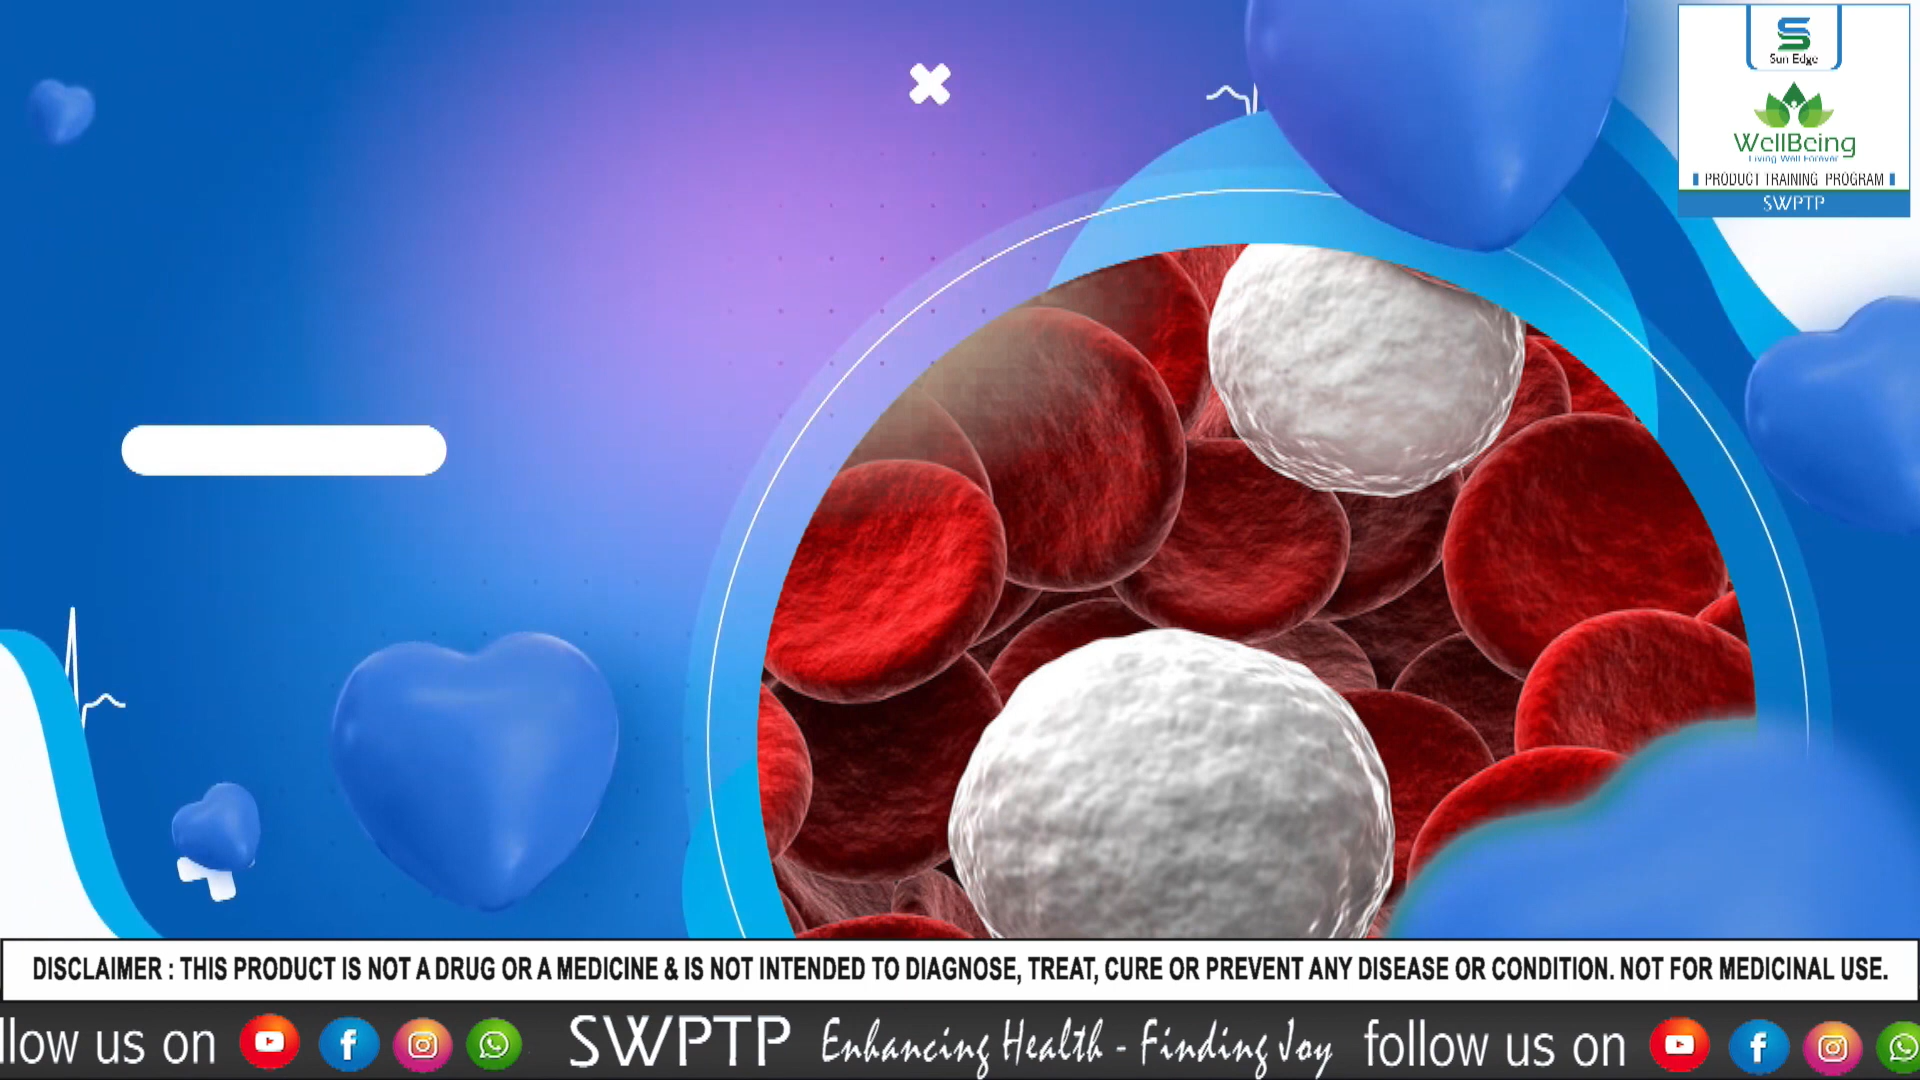 Sun Edge
WellBeing
Living Well Forever
PRODUCT TRAINING PROGRAM
SWPTP
DISCLAIMER : THIS PRODUCT IS NOT A DRUG OR A MEDICINE & IS NOT INTENDED TO DIAGNOSE, TREAT, CURE OR PREVENT ANY DISEASE OR CONDITION. NOT FOR MEDICINAL USE.
llow us on SWPTP Enhancing Health - Finding Joy follow us on